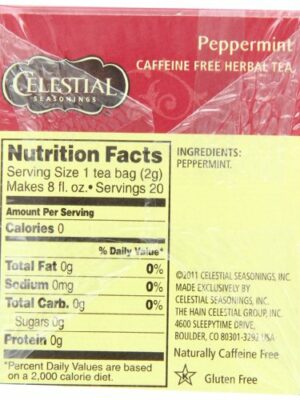 Peppermint
CAFFEINE FREE HERBAL TEA
CELESTIAL
SEASONINGS
Nutrition Facts
Serving Size 1 tea bag (2g)
Makes 8 fl. oz.• Servings 20
Amount Per Serving
Calories 0
% Daily Value*
Total Fat 0g 0%
Sodium 0mg 0%
Total Carb. 0g 0%
Sugars 0g
Protein 0g
*Percent Daily Values are based
on a 2,000 calorie diet.
INGREDIENTS:
PEPPERMINT.
©2011 CELESTIAL SEASONINGS, INC.
MADE EXCLUSIVELY BY
CELESTIAL SEASONINGS, INC.
THE HAIN CELESTIAL GROUP, INC.
4600 SLEEPYTIME DRIVE,
BOULDER, CO 80301-3292 USA
Naturally Caffeine Free
K
Gluten Free